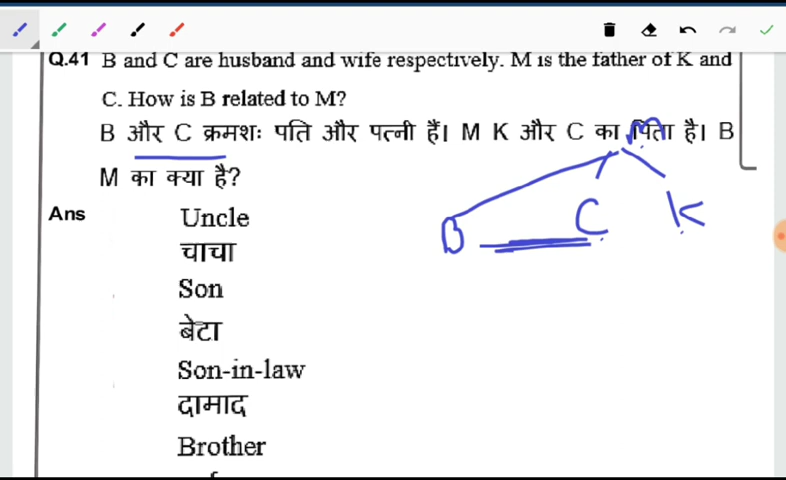 Q.41 B and C are husband and wife respectively. M is the father of K and
C. How is B related to M?
B और C क्रमशः पति और पत्नी हैं। M K और C का पिता है। B
M का क्या है?
M
Ans
Uncle
चाचा
B C K
Son
बेटा
Son-in-law
दामाद
Brother